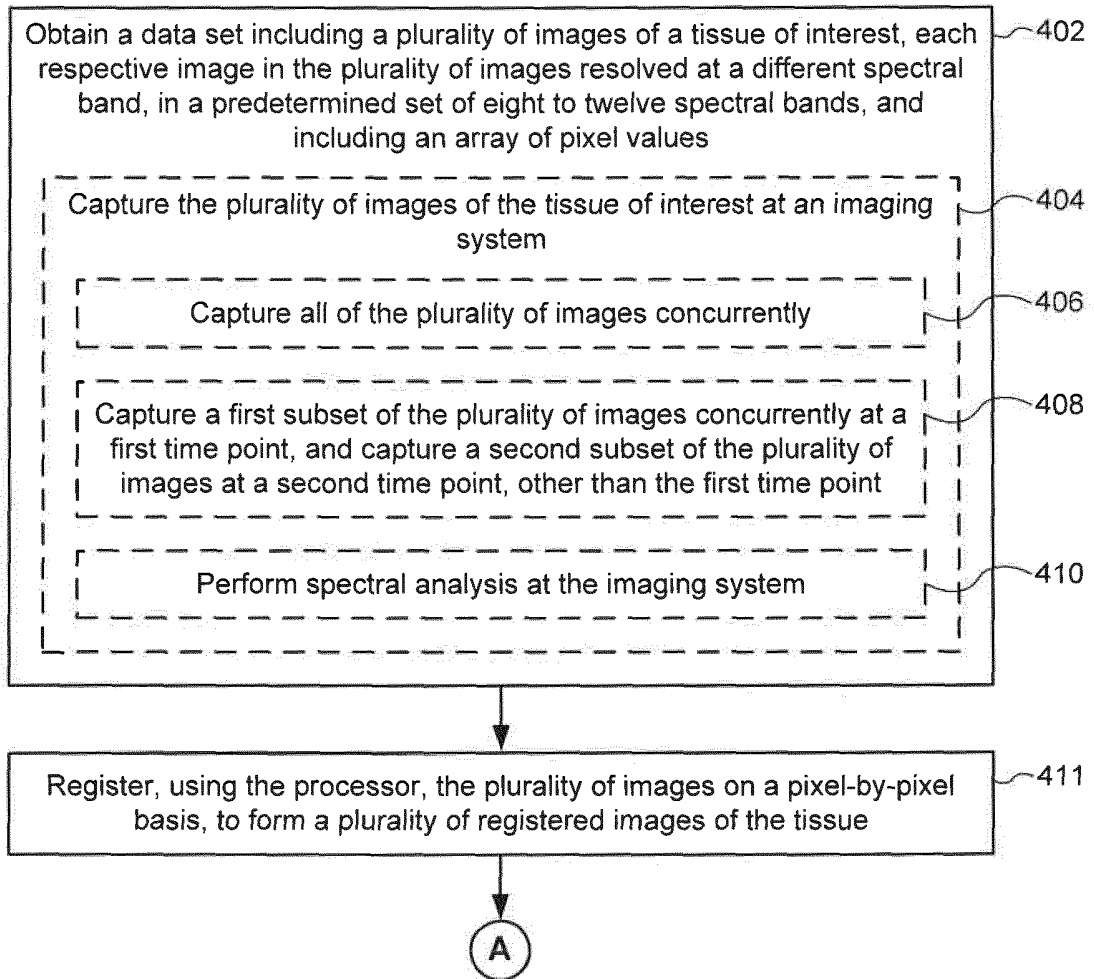 Obtain a data set including a plurality of images of a tissue of interest, each
respective image in the plurality of images resolved at a different spectral
band, in a predetermined set of eight to twelve spectral bands, and
including an array of pixel values
402
Capture the plurality of images of the tissue of interest at an imaging
system
404
Capture all of the plurality of images concurrently
406
Capture a first subset of the plurality of images concurrently at a
first time point, and capture a second subset of the plurality of
images at a second time point, other than the first time point
408
Perform spectral analysis at the imaging system
410
Register, using the processor, the plurality of images on a pixel-by-pixel
basis, to form a plurality of registered images of the tissue
411
A